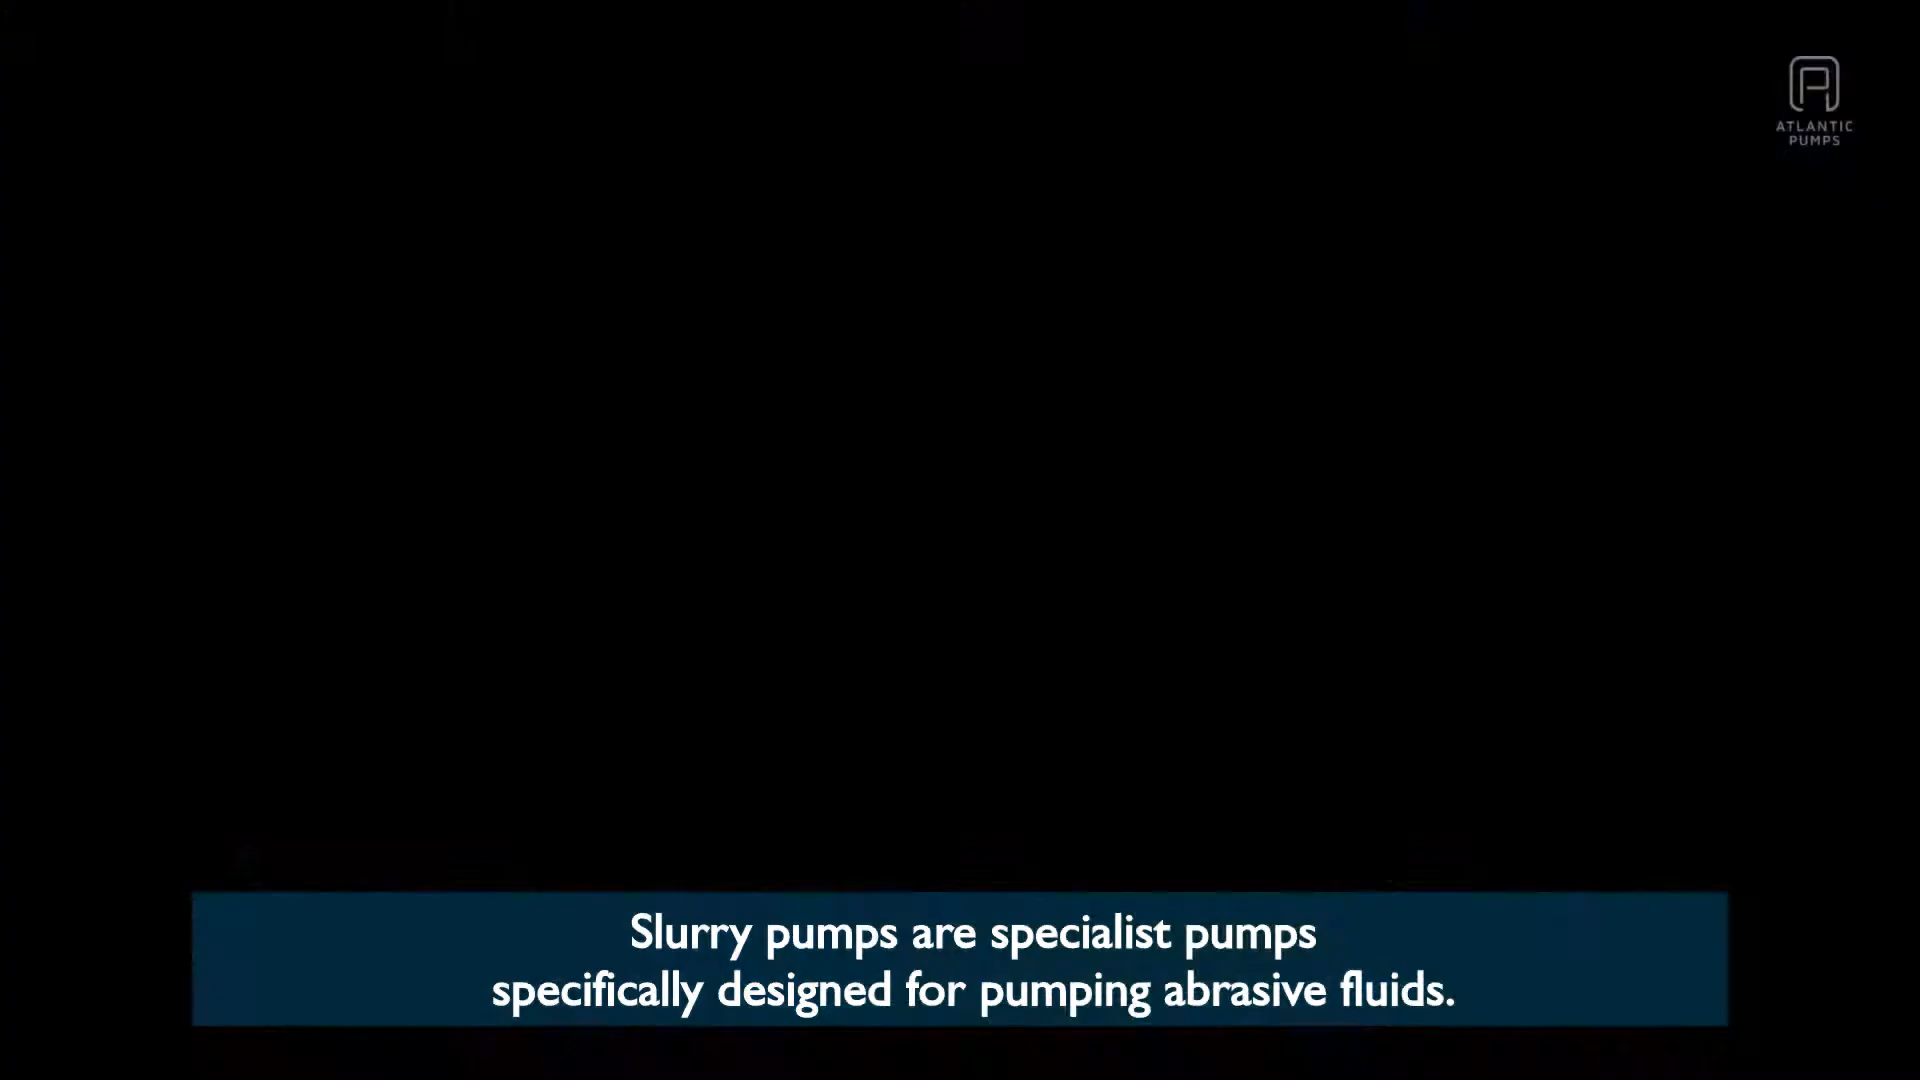 ATLANTIC
PUMPS
Slurry pumps are specialist pumps
specifically designed for pumping abrasive fluids.